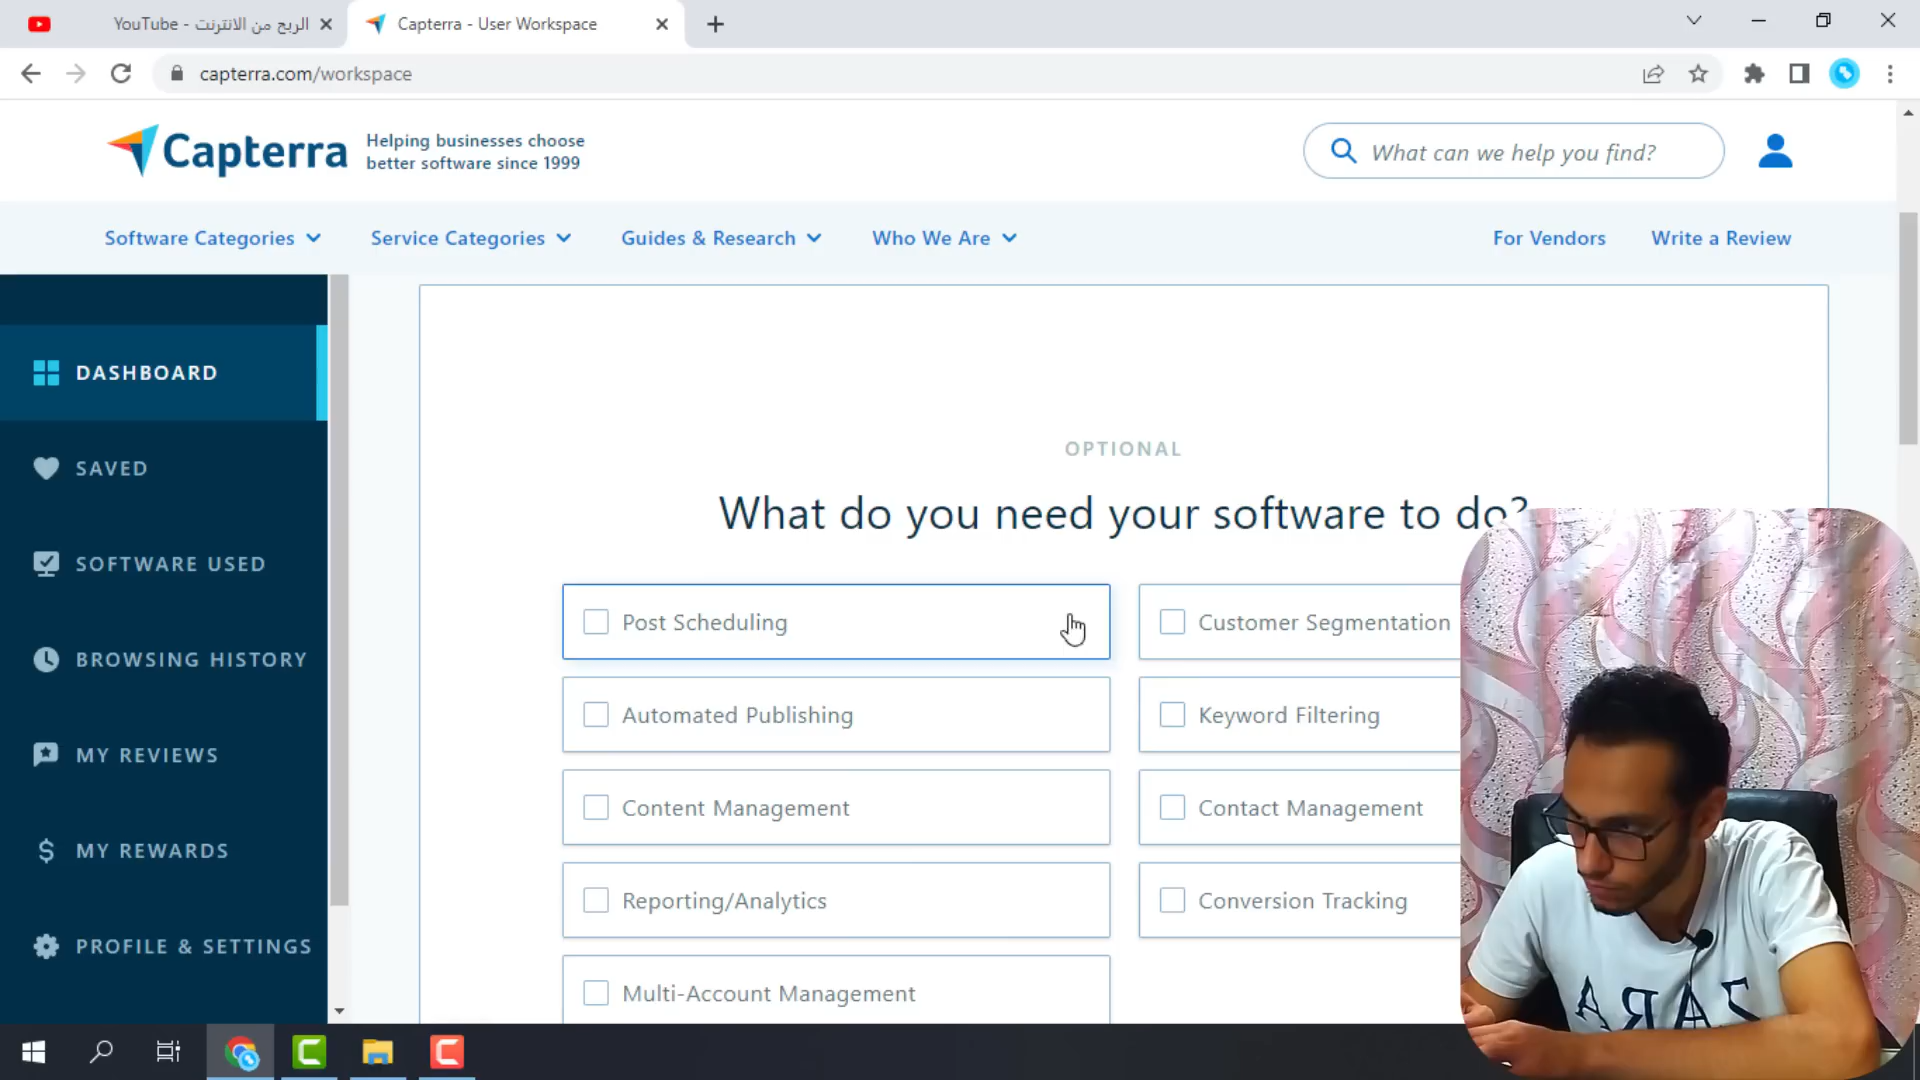 YouTube - الربح من الانترنت
Capterra - User Workspace
capterra.com/workspace
Capterra
Helping businesses choose
better software since 1999
What can we help you find?
Software Categories
Service Categories
Guides & Research
Who We Are
For Vendors
Write a Review
DASHBOARD
SAVED
SOFTWARE USED
BROWSING HISTORY
MY REVIEWS
MY REWARDS
PROFILE & SETTINGS
OPTIONAL
What do you need your software to do?
Post Scheduling
Customer Segmentation
Automated Publishing
Keyword Filtering
Content Management
Contact Management
Reporting/Analytics
Conversion Tracking
Multi-Account Management
ZARA